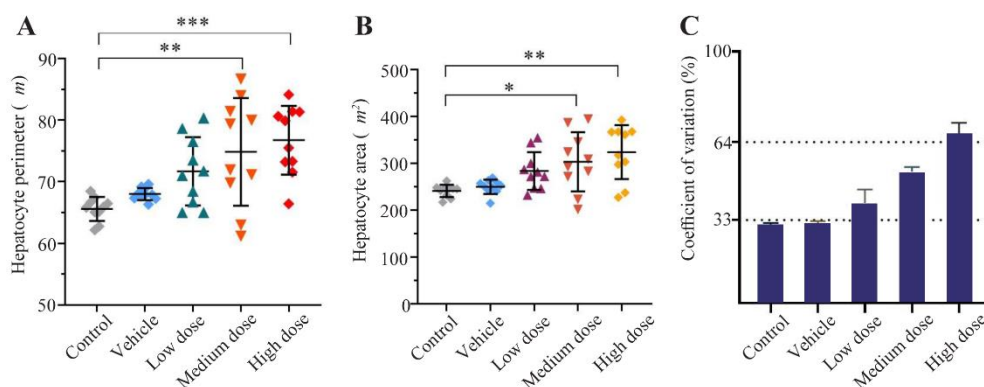 A
***
**
Hepatocyte perimeter ( m)
90
80
70
60
50
Control
Vehicle
Low dose
Medium dose
High dose
B
**
*
Hepatocyte area ( m²)
500
400
300
200
100
0
Control
Vehicle
Low dose
Medium dose
High dose
C
Coefficient of variation (%)
100
64
33
0
Control
Vehicle
Low dose
Medium dose
High dose